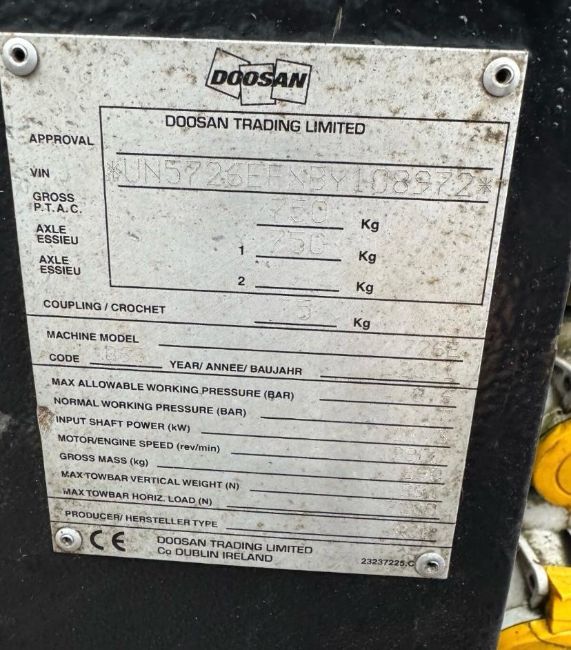 DOOSAN
DOOSAN TRADING LIMITED
APPROVAL
VIN *UN5726EENBY108972*
GROSS P.T.A.C. 750 Kg
AXLE ESSIEU 1 750 Kg
AXLE ESSIEU 2 Kg
COUPLING / CROCHET Kg
MACHINE MODEL
CODE YEAR/ ANNEE/ BAUJAHR
MAX ALLOWABLE WORKING PRESSURE (BAR)
NORMAL WORKING PRESSURE (BAR)
INPUT SHAFT POWER (kW)
MOTOR/ENGINE SPEED (rev/min)
GROSS MASS (kg)
MAX TOWBAR VERTICAL WEIGHT (N)
MAX TOWBAR HORIZ. LOAD (N)
PRODUCER/ HERSTELLER TYPE
CE DOOSAN TRADING LIMITED
Co DUBLIN IRELAND
23237225,C